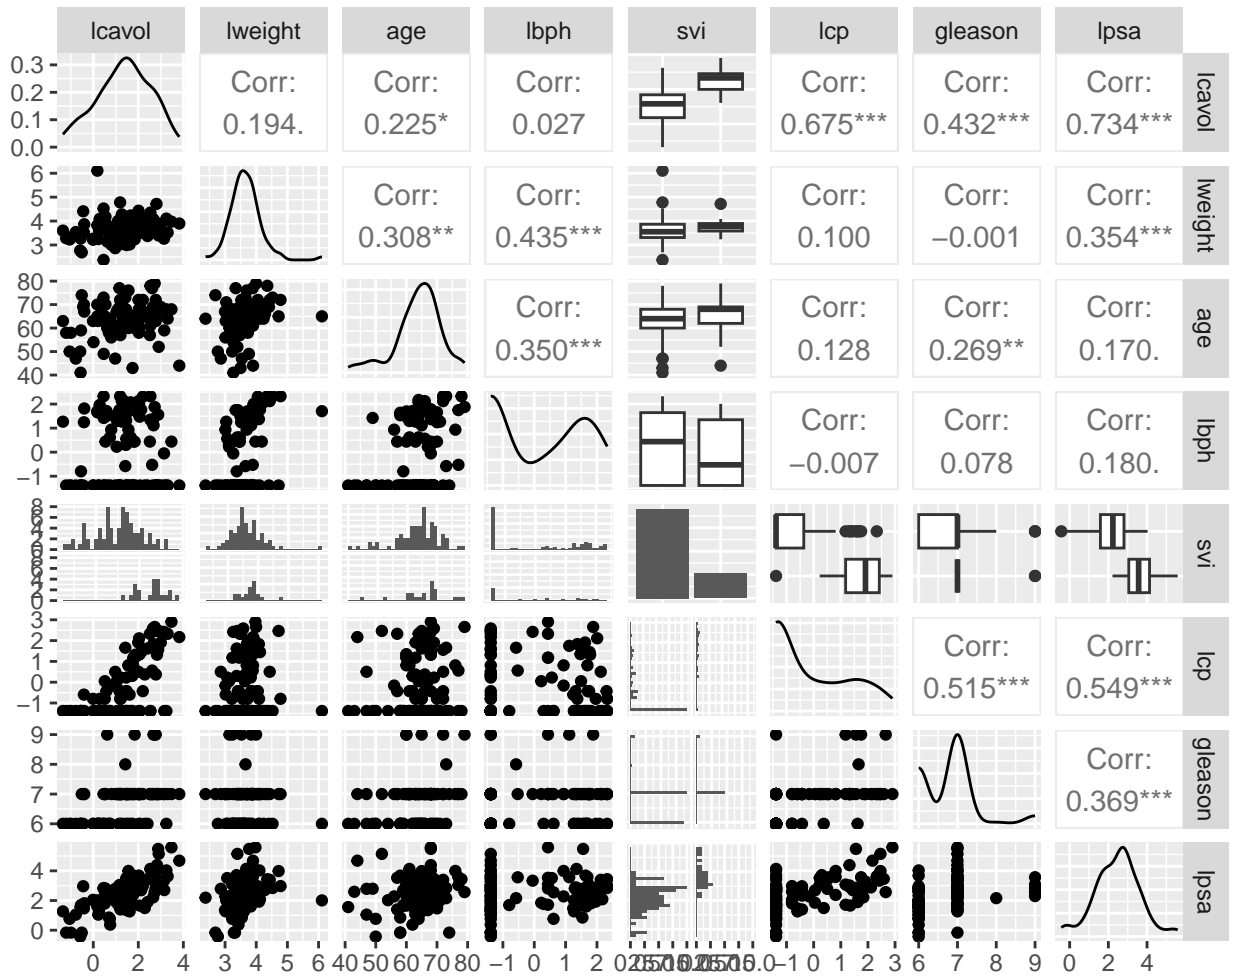 lcavol lweight age lbph svi lcp gleason lpsa
0.3
0.2
0.1
0.0
Corr:
0.194.
Corr:
0.225*
Corr:
0.027
Corr:
0.675***
Corr:
0.432***
Corr:
0.734***
lcavol
6
5
4
3
Corr:
0.308**
Corr:
0.435***
Corr:
0.100
Corr:
−0.001
Corr:
0.354***
lweight
80
70
60
50
40
Corr:
0.350***
Corr:
0.128
Corr:
0.269**
Corr:
0.170.
age
2
1
0
−1
Corr:
−0.007
Corr:
0.078
Corr:
0.180.
lbph
8
6
4
2
0
8
6
4
2
0
svi
3
2
1
0
−1
Corr:
0.515***
Corr:
0.549***
lcp
9
8
7
6
Corr:
0.369***
gleason
4
2
0
lpsa
0 2 4
3 4 5 6
40 50 60 70 80
−1 0 1 2
−1 0 1 2 3
6 7 8 9
0 2 4